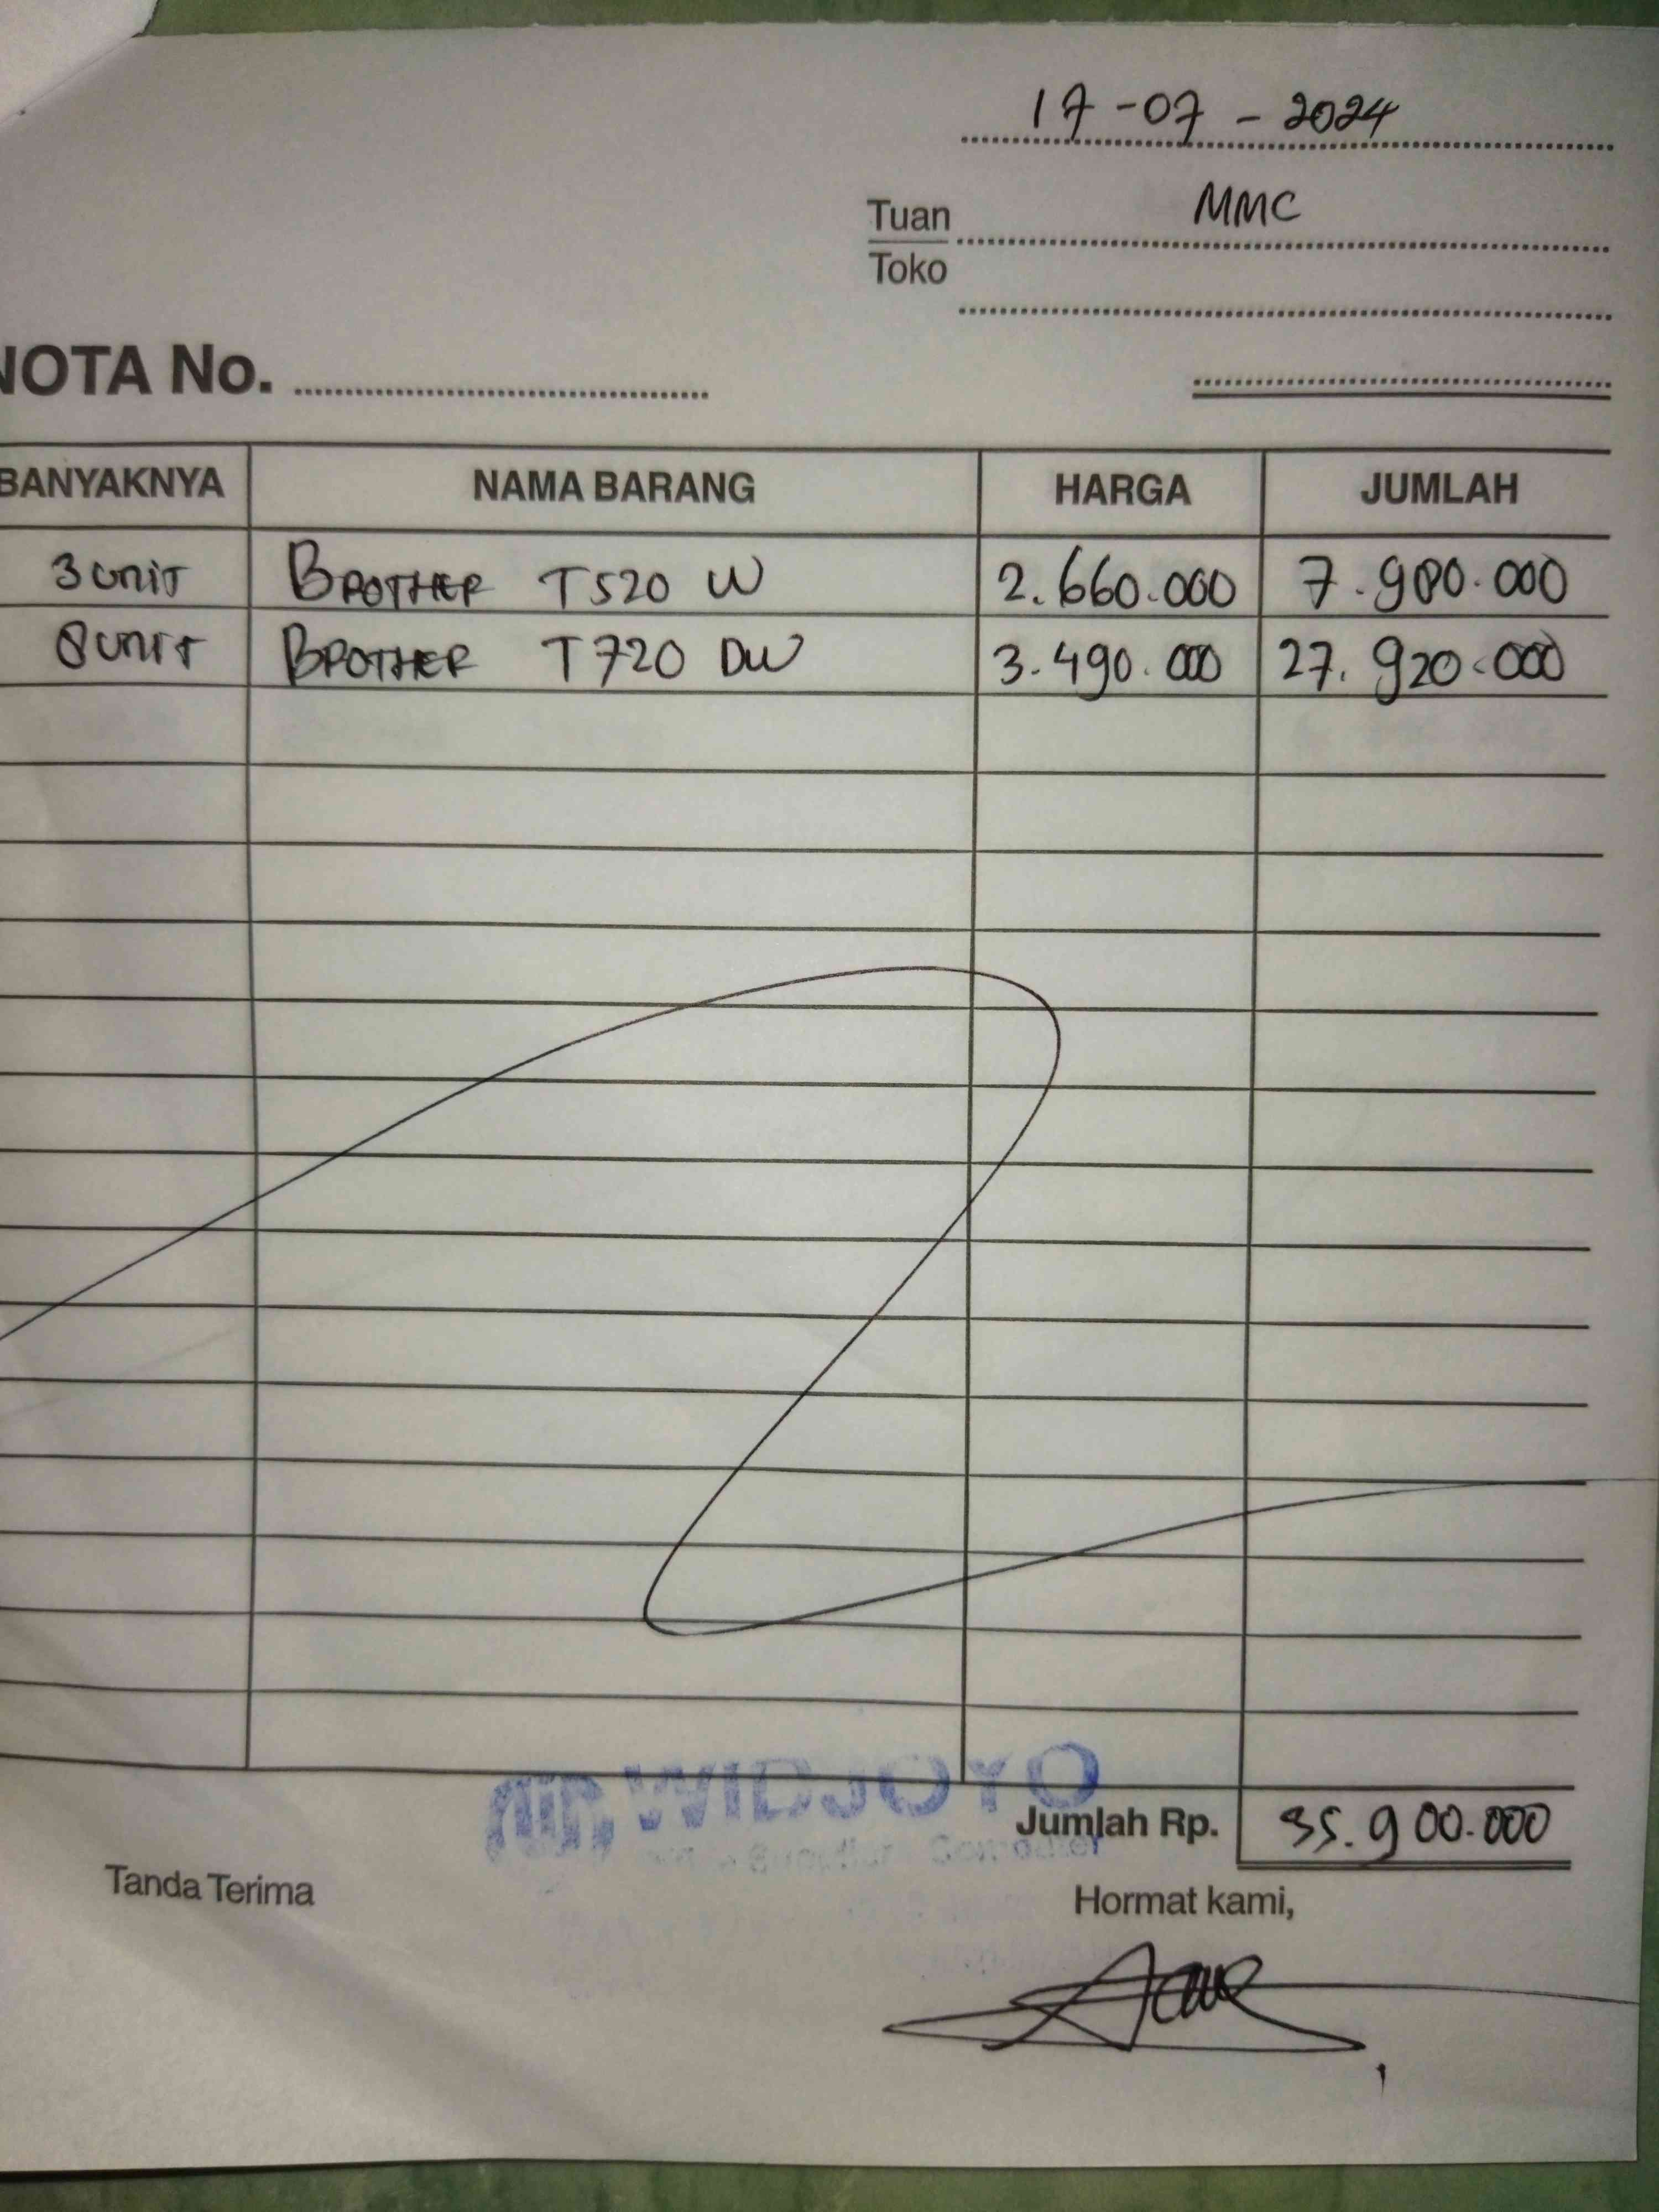 17-07-2024
Tuan MMC
Toko
NOTA No.
BANYAKNYA NAMA BARANG HARGA JUMLAH
3 UNIT BROTHER T520 W 2.660.000 7.980.000
8 UNIT BROTHER T720 DW 3.490.000 27.920.000
WIDJOYO
Jumlah Rp. 35.900.000
Computer
Tanda Terima Hormat kami,